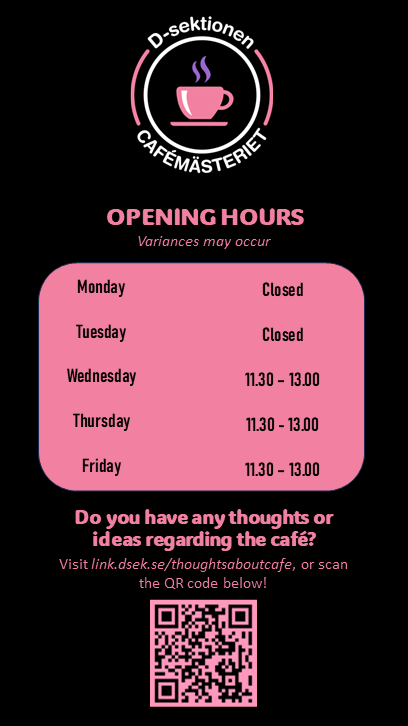 D-sektionen
CAFÉMÄSTERIET
OPENING HOURS
Variances may occur
Monday Closed
Tuesday Closed
Wednesday 11.30 – 13.00
Thursday 11.30 - 13.00
Friday 11.30 – 13.00
Do you have any thoughts or
ideas regarding the café?
Visit link.dsek.se/thoughtsaboutcafe, or scan
the QR code below!